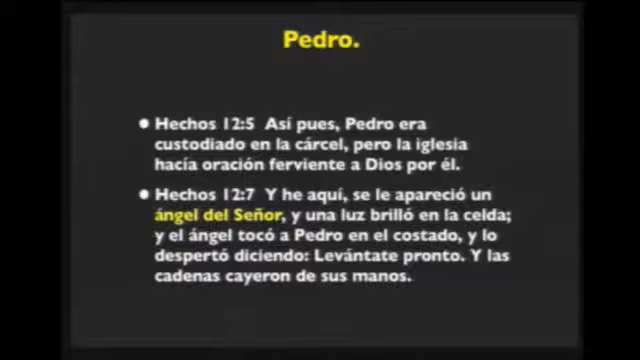 Pedro.
• Hechos 12:5 Así pues, Pedro era
custodiado en la cárcel, pero la iglesia
hacía oración ferviente a Dios por él.
• Hechos 12:7 Y he aquí, se le apareció un
ángel del Señor, y una luz brilló en la celda;
y el ángel tocó a Pedro en el costado, y lo
despertó diciendo: Levántate pronto. Y las
cadenas cayeron de sus manos.